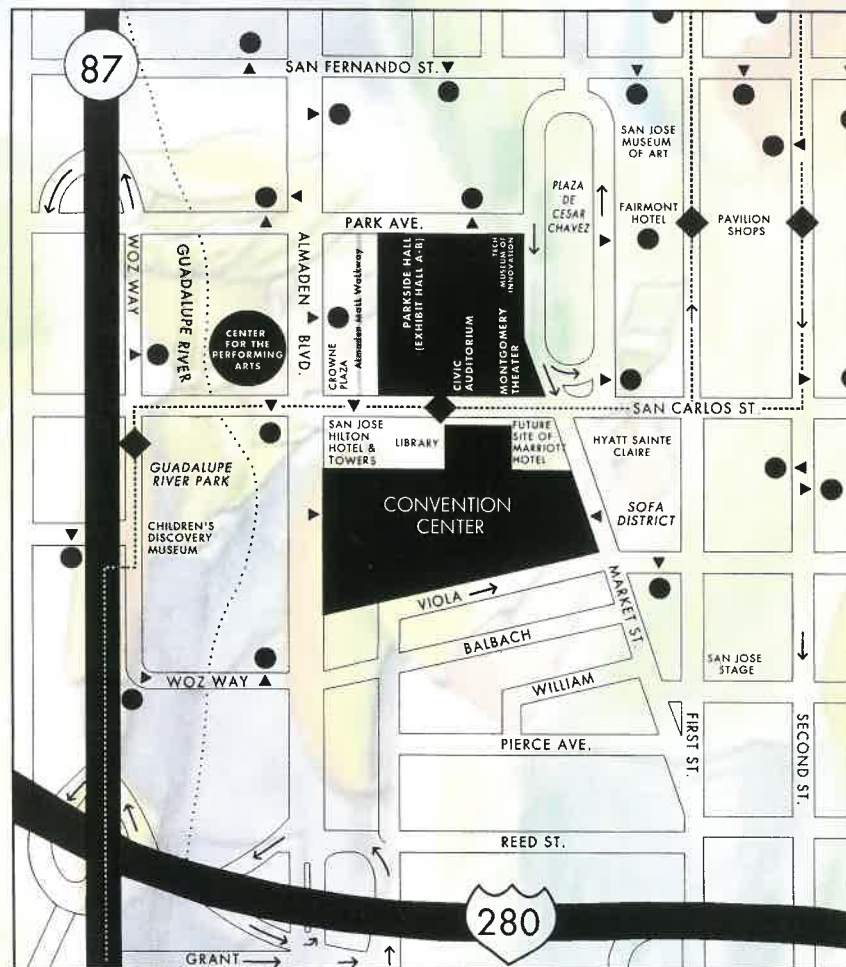 87
SAN FERNANDO ST.
SAN JOSE
MUSEUM
OF ART
PLAZA
DE
CESAR
CHAVEZ
FAIRMONT
HOTEL
PAVILION
SHOPS
PARK AVE.
WOZ WAY
GUADALUPE RIVER
ALMADEN BLVD.
CENTER
FOR THE
PERFORMING
ARTS
CROWNE
PLAZA
Almaden Mall Walkway
PARKSIDE HALL
(EXHIBIT HALL A-B)
CIVIC
AUDITORIUM
TECH
MUSEUM OF
INNOVATION
MONTGOMERY
THEATER
SAN CARLOS ST.
SAN JOSE
HILTON
HOTEL &
TOWERS
LIBRARY
FUTURE
SITE OF
MARRIOTT
HOTEL
HYATT SAINTE
CLAIRE
GUADALUPE
RIVER PARK
CONVENTION
CENTER
SOFA
DISTRICT
CHILDREN'S
DISCOVERY
MUSEUM
VIOLA
MARKET ST.
BALBACH
WOZ WAY
WILLIAM
SAN JOSE
STAGE
PIERCE AVE.
FIRST ST.
SECOND ST.
REED ST.
280
GRANT